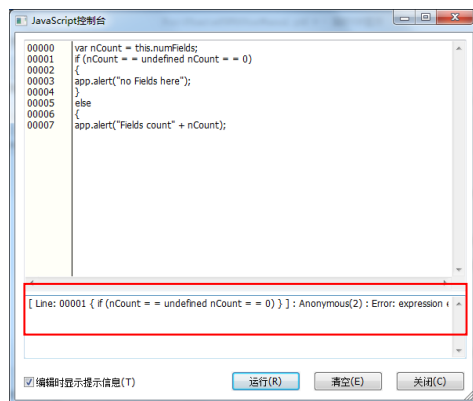 JavaScript控制台
00000 var nCount = this.numFields;
00001 if (nCount = = undefined nCount = = 0)
00002 {
00003 app.alert("no Fields here");
00004 }
00005 else
00006 {
00007 app.alert("Fields count" + nCount);
[ Line: 00001 { if (nCount = = undefined nCount = = 0) } ] : Anonymous(2) : Error: expression
编辑时显示提示信息(T)
运行(R) 清空(E) 关闭(C)